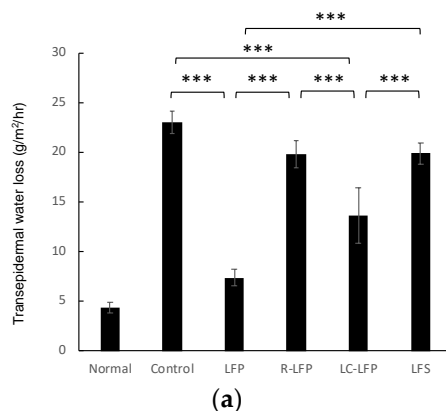 ***
***
*** *** *** ***
30
25
20
15
10
5
0
Transepidermal water loss (g/m²/hr)
Normal Control LFP R-LFP LC-LFP LFS
(a)